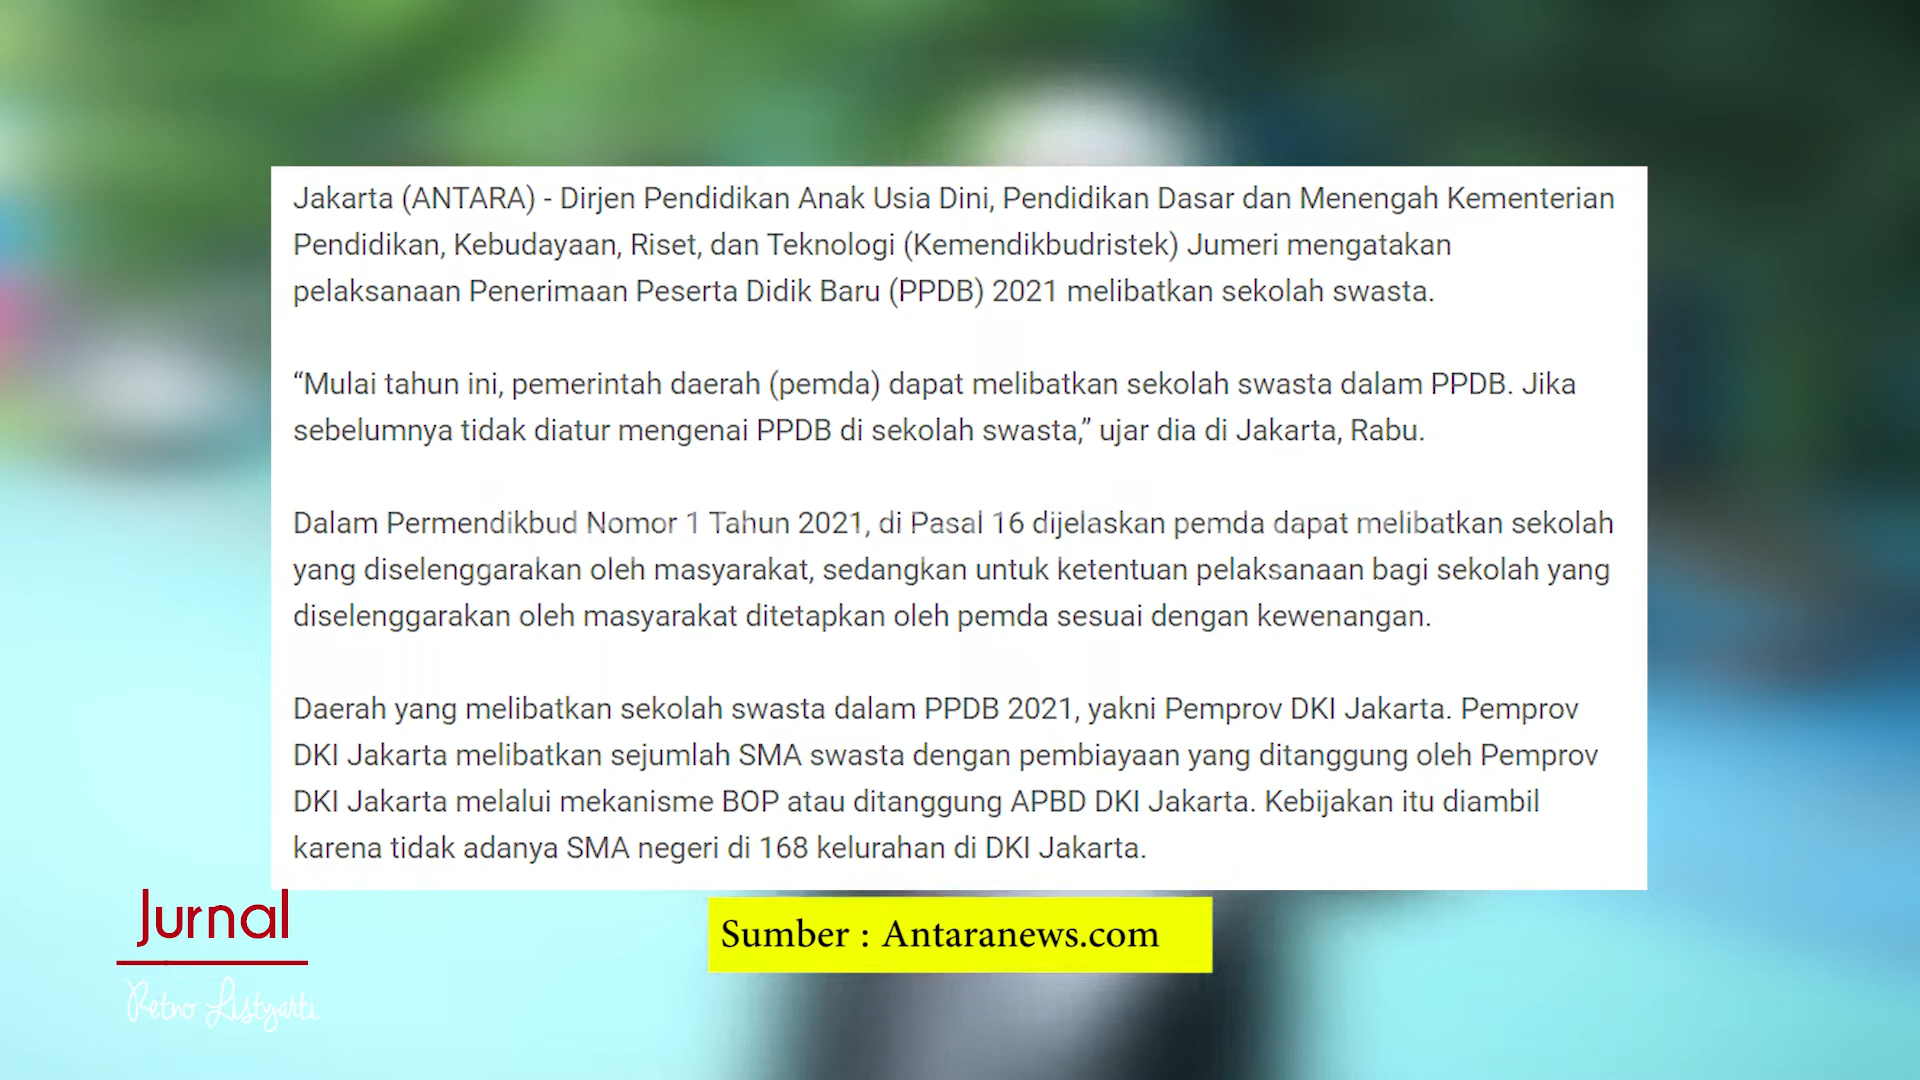 Jakarta (ANTARA) - Dirjen Pendidikan Anak Usia Dini, Pendidikan Dasar dan Menengah Kementerian
Pendidikan, Kebudayaan, Riset, dan Teknologi (Kemendikbudristek) Jumeri mengatakan
pelaksanaan Penerimaan Peserta Didik Baru (PPDB) 2021 melibatkan sekolah swasta.
“Mulai tahun ini, pemerintah daerah (pemda) dapat melibatkan sekolah swasta dalam PPDB. Jika
sebelumnya tidak diatur mengenai PPDB di sekolah swasta,” ujar dia di Jakarta, Rabu.
Dalam Permendikbud Nomor 1 Tahun 2021, di Pasal 16 dijelaskan pemda dapat melibatkan sekolah
yang diselenggarakan oleh masyarakat, sedangkan untuk ketentuan pelaksanaan bagi sekolah yang
diselenggarakan oleh masyarakat ditetapkan oleh pemda sesuai dengan kewenangan.
Daerah yang melibatkan sekolah swasta dalam PPDB 2021, yakni Pemprov DKI Jakarta. Pemprov
DKI Jakarta melibatkan sejumlah SMA swasta dengan pembiayaan yang ditanggung oleh Pemprov
DKI Jakarta melalui mekanisme BOP atau ditanggung APBD DKI Jakarta. Kebijakan itu diambil
karena tidak adanya SMA negeri di 168 kelurahan di DKI Jakarta.
Sumber : Antaranews.com
Jurnal
Retno Listyarti